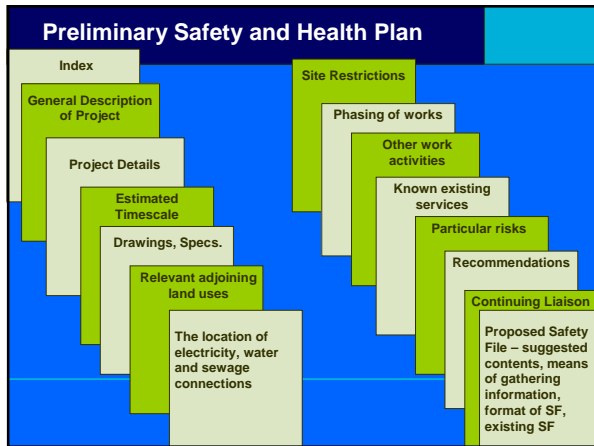 Preliminary Safety and Health Plan
Index
General Description
of Project
Project Details
Estimated
Timescale
Drawings, Specs.
Relevant adjoining
land uses
The location of
electricity, water
and sewage
connections
Site Restrictions
Phasing of works
Other work
activities
Known existing
services
Particular risks
Recommendations
Continuing Liaison
Proposed Safety
File – suggested
contents, means
of gathering
information,
format of SF,
existing SF